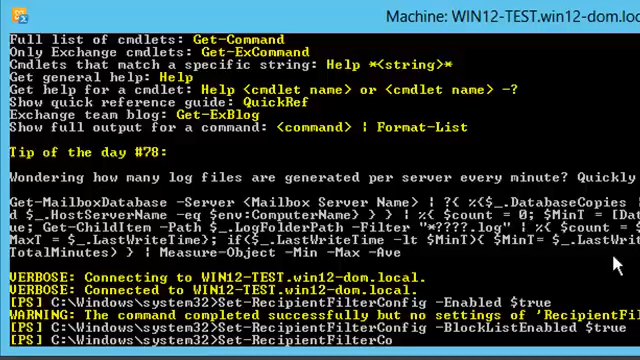 Machine: WIN12-TEST.win12-dom.loc
Full list of cmdlets: Get-Command
Only Exchange cmdlets: Get-ExCommand
Cmdlets that match a specific string: Help *<string>*
Get general help: Help
Get help for a cmdlet: Help <cmdlet name> or <cmdlet name> -?
Show quick reference guide: QuickRef
Exchange team blog: Get-ExBlog
Show full output for a command: <command> | Format-List
Tip of the day #78:
Wondering how many log files are generated per server every minute? Quickly
Get-MailboxDatabase -Server <Mailbox Server Name> | ?{ %{$_.DatabaseCopies |
d $_.HostServerName -eq $env:ComputerName} } | %{ $count = 0; $MinT = [Dat
ue; Get-ChildItem -Path $_.LogFolderPath -Filter "*????.log" | %{ $count =
MaxT = $_.LastWriteTime}; if($_.LastWriteTime -lt $MinT){ $MinT= $_.LastWrit
TotalMinutes) } | Measure-Object -Min -Max -Ave
VERBOSE: Connecting to WIN12-TEST.win12-dom.local.
VERBOSE: Connected to WIN12-TEST.win12-dom.local.
[PS] C:\Windows\system32>Set-RecipientFilterConfig -Enabled $true
WARNING: The command completed successfully but no settings of 'RecipientFil
[PS] C:\Windows\system32>Set-RecipientFilterConfig -BlockListEnabled $true
[PS] C:\Windows\system32>Set-RecipientFilterCo